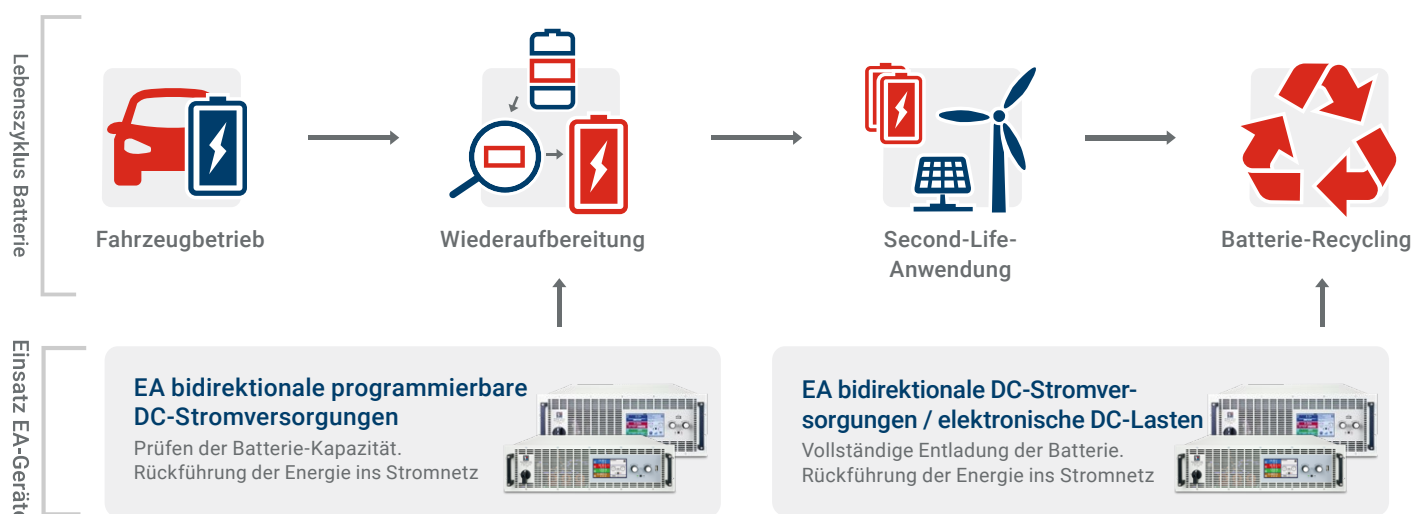 Lebenszyklus Batterie
Fahrzeugbetrieb
Wiederaufbereitung
Second-Life-
Anwendung
Batterie-Recycling
Einsatz EA-Geräte
EA bidirektionale programmierbare
DC-Stromversorgungen
Prüfen der Batterie-Kapazität.
Rückführung der Energie ins Stromnetz
EA bidirektionale DC-Stromver-
sorgungen / elektronische DC-Lasten
Vollständige Entladung der Batterie.
Rückführung der Energie ins Stromnetz